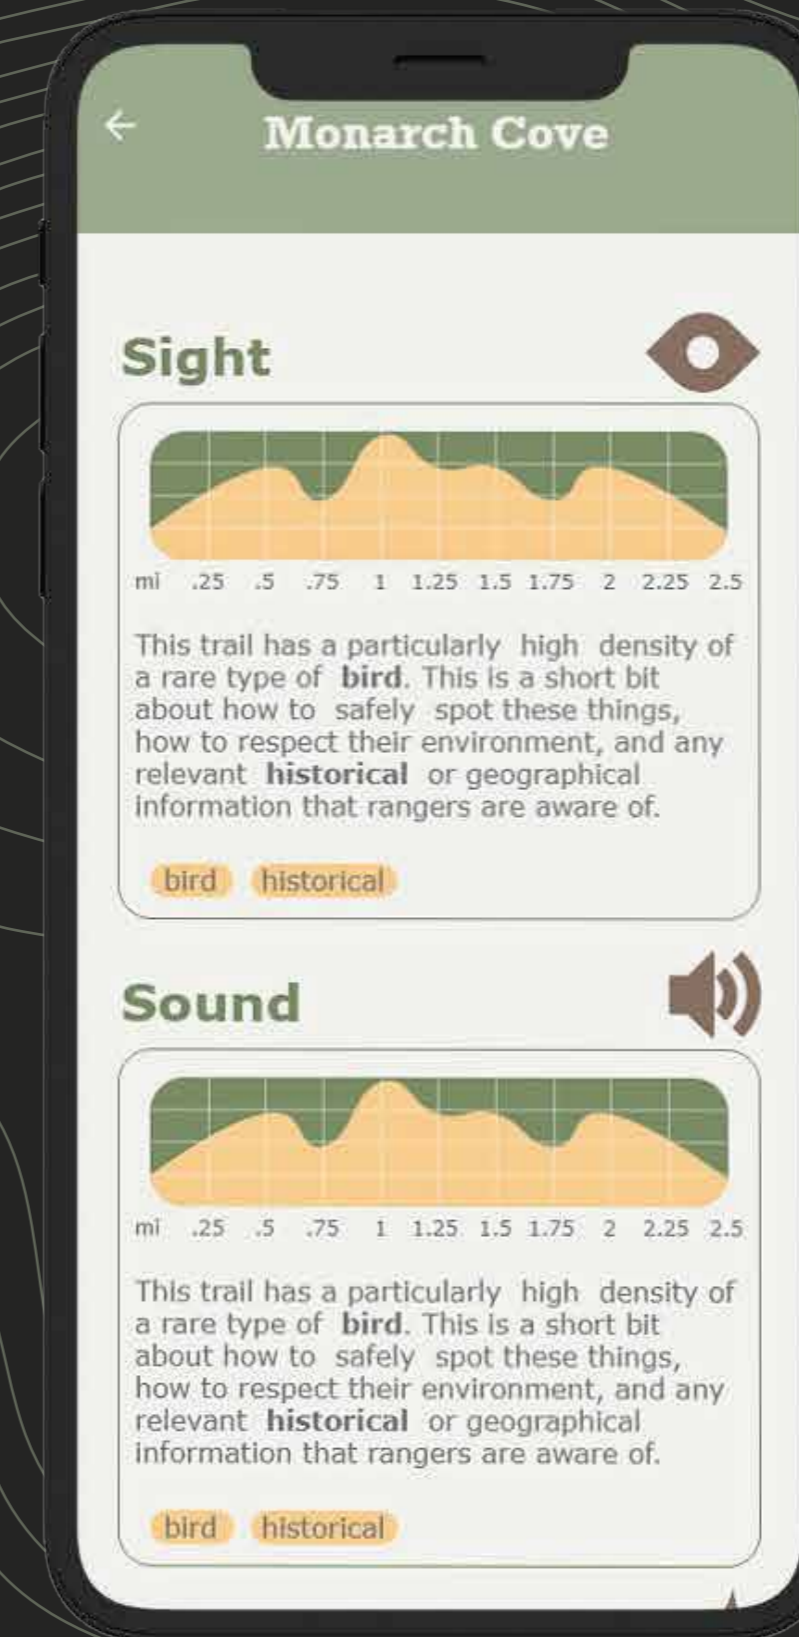 Monarch Cove
Sight
mi .25 .5 .75 1 1.25 1.5 1.75 2 2.25 2.5
This trail has a particularly high density of
a rare type of bird. This is a short bit
about how to safely spot these things,
how to respect their environment, and any
relevant historical or geographical
information that rangers are aware of.
bird historical
Sound
mi .25 .5 .75 1 1.25 1.5 1.75 2 2.25 2.5
This trail has a particularly high density of
a rare type of bird. This is a short bit
about how to safely spot these things,
how to respect their environment, and any
relevant historical or geographical
information that rangers are aware of.
bird historical